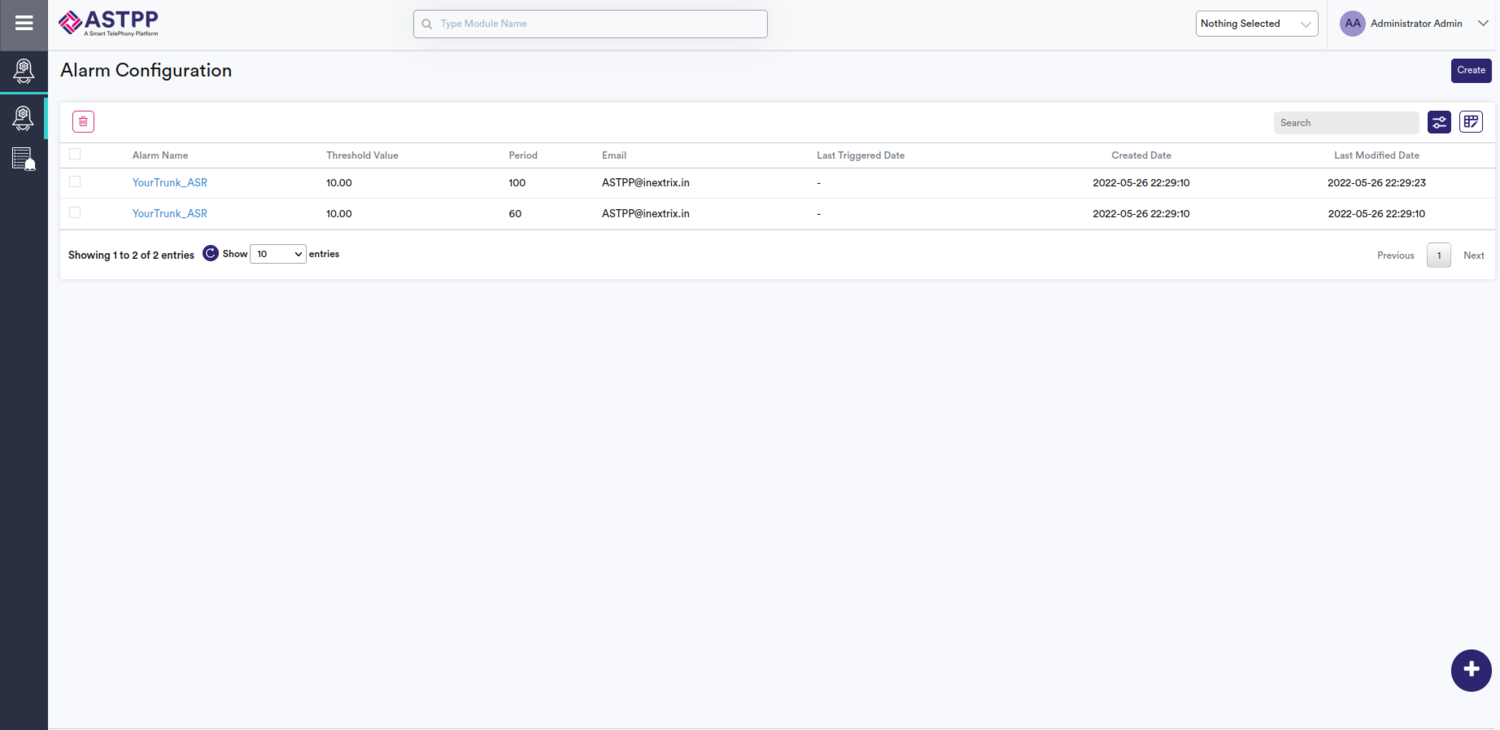 ASTPP
A Smart TelePhony Platform
Type Module Name
Nothing Selected
AA Administrator Admin
Alarm Configuration
Create
Search
Alarm Name Threshold Value Period Email Last Triggered Date Created Date Last Modified Date
YourTrunk_ASR 10.00 100 ASTPP@inextrix.in - 2022-05-26 22:29:10 2022-05-26 22:29:23
YourTrunk_ASR 10.00 60 ASTPP@inextrix.in - 2022-05-26 22:29:10 2022-05-26 22:29:10
Showing 1 to 2 of 2 entries Show 10 entries Previous 1 Next